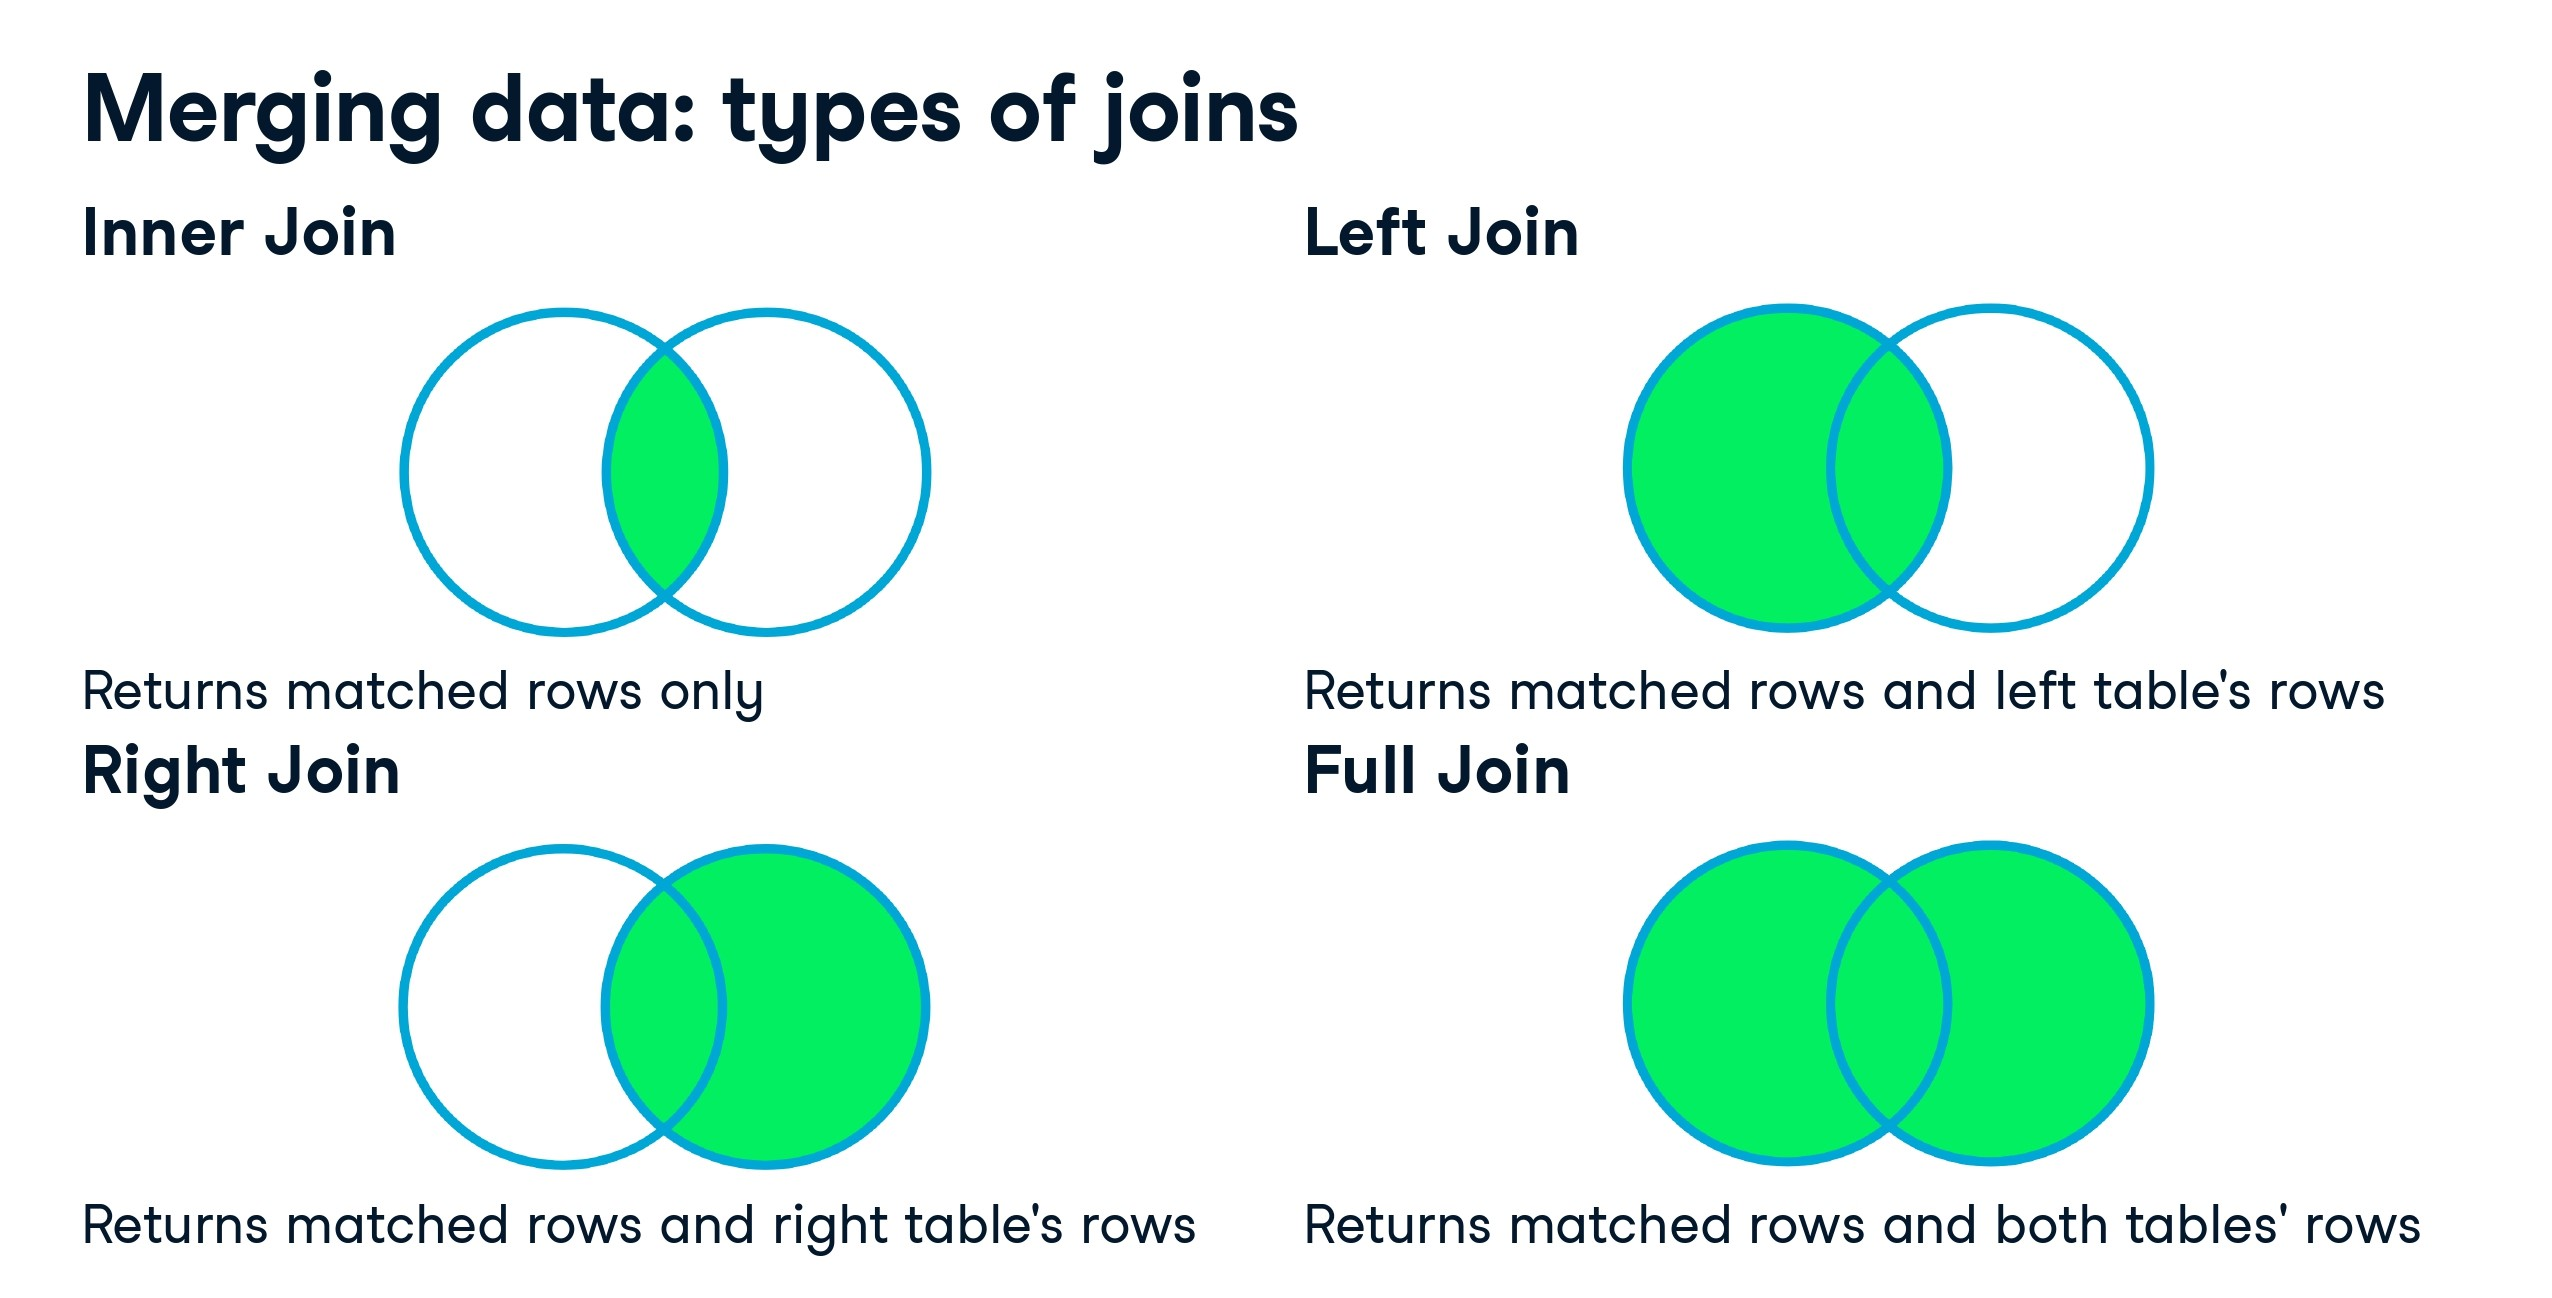 Merging data: types of joins
Inner Join
Returns matched rows only
Left Join
Returns matched rows and left table's rows
Right Join
Returns matched rows and right table's rows
Full Join
Returns matched rows and both tables' rows